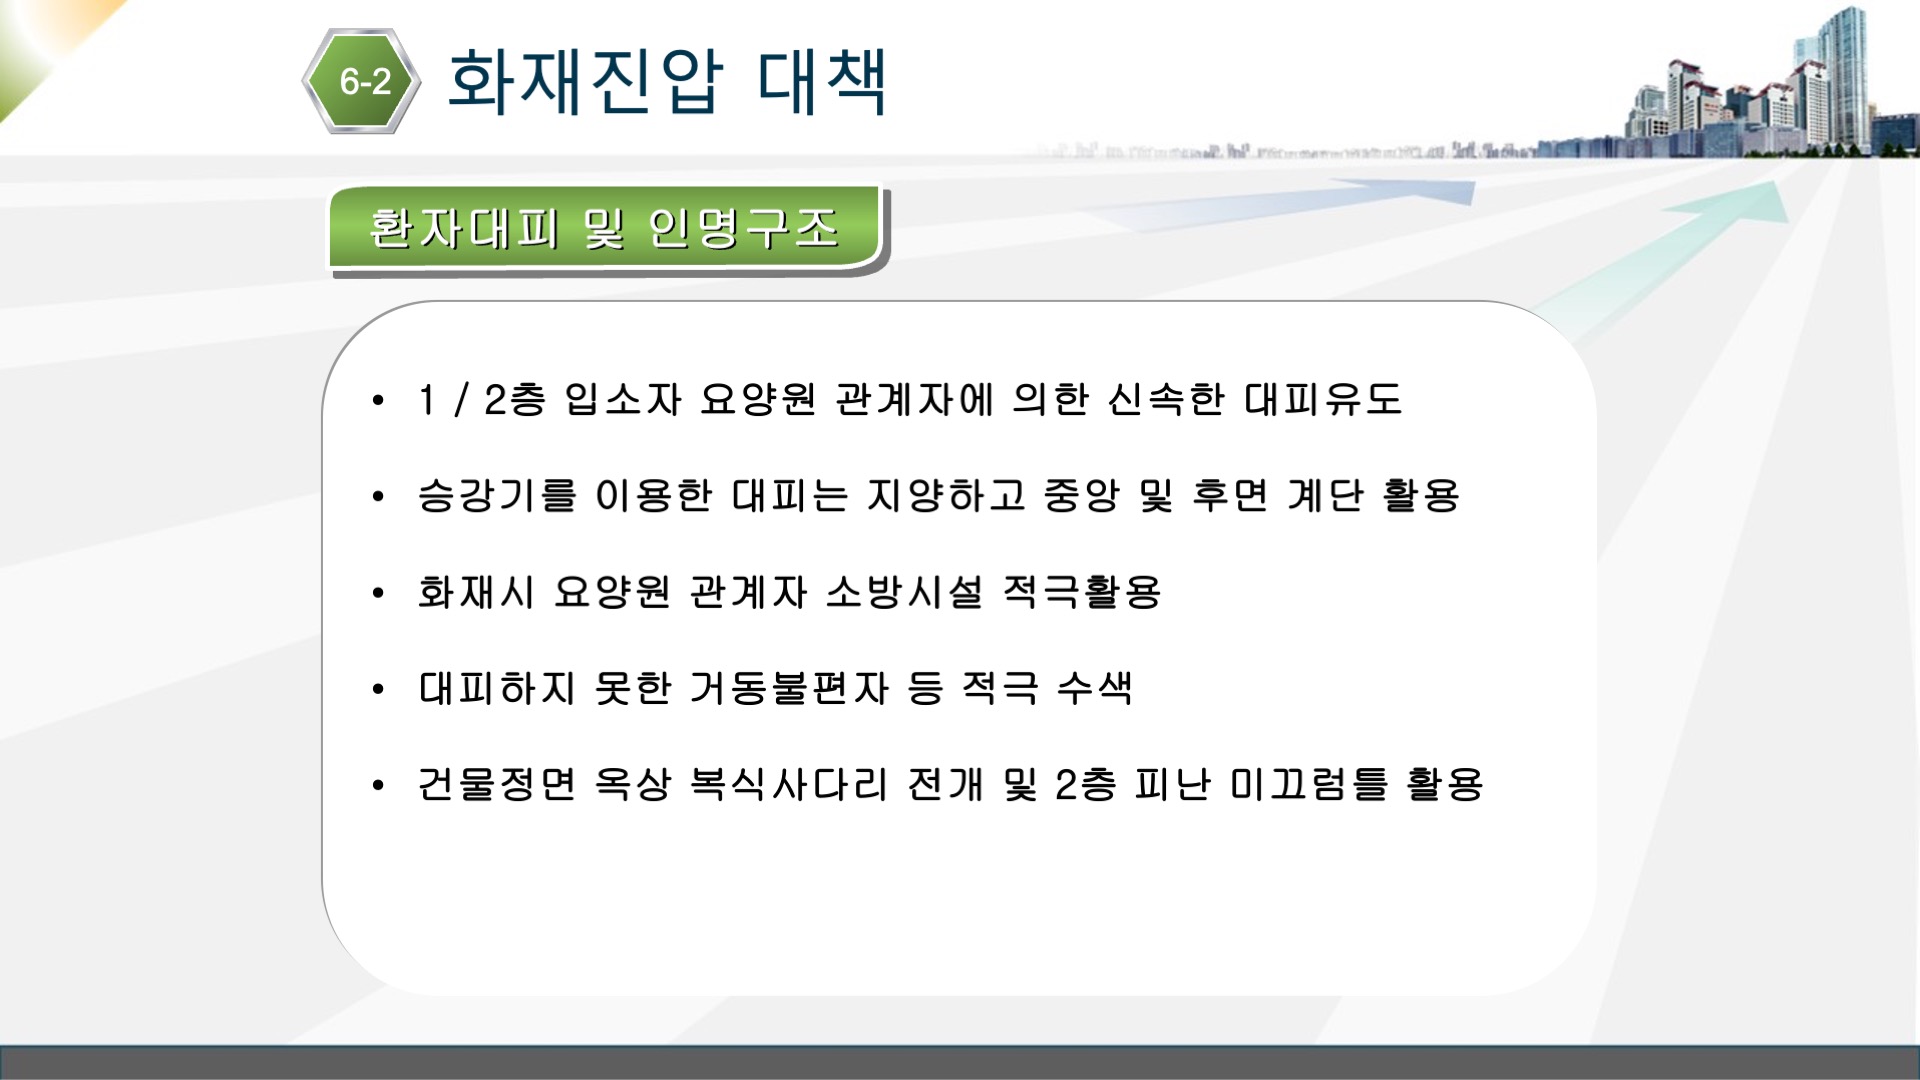 6-2
화재진압 대책
환자대피 및 인명구조
• 1 / 2층 입소자 요양원 관계자에 의한 신속한 대피유도
• 승강기를 이용한 대피는 지양하고 중앙 및 후면 계단 활용
• 화재시 요양원 관계자 소방시설 적극활용
• 대피하지 못한 거동불편자 등 적극 수색
• 건물정면 옥상 복식사다리 전개 및 2층 피난 미끄럼틀 활용